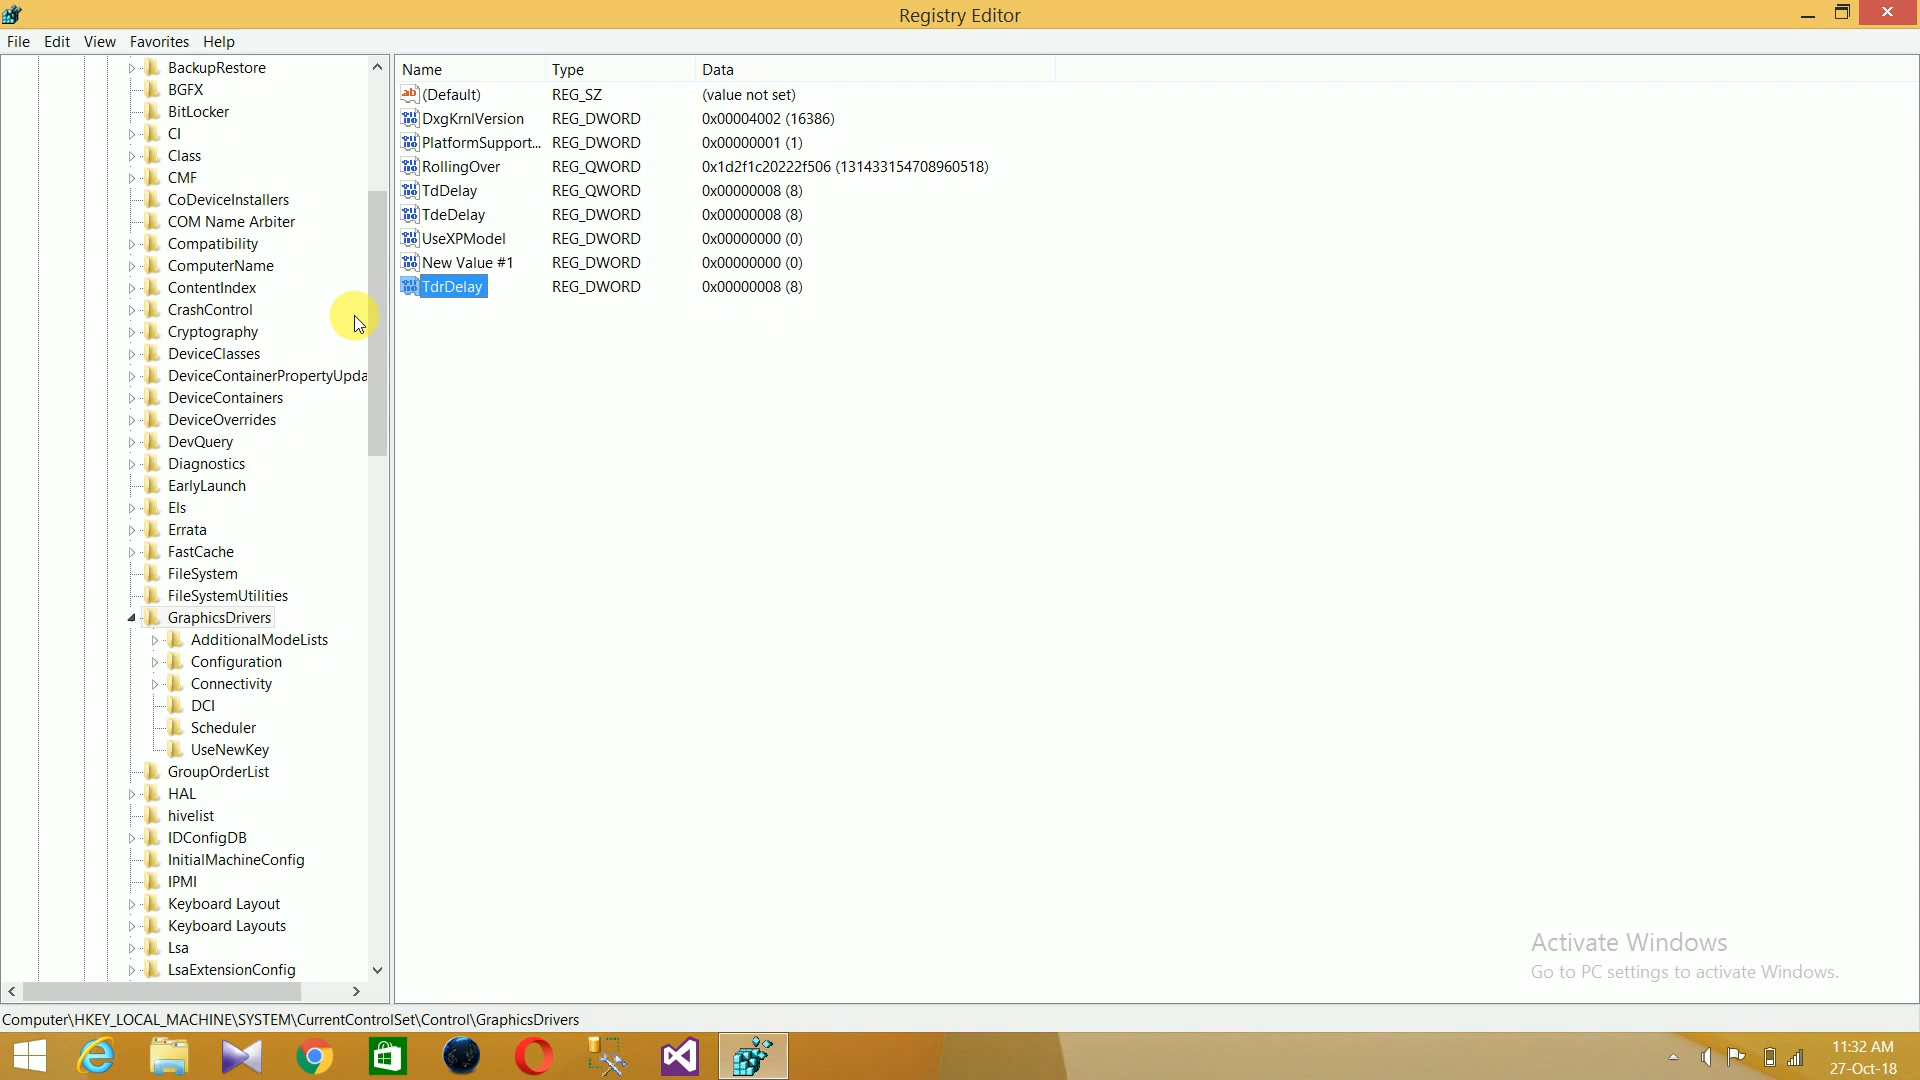 Registry Editor
File Edit View Favorites Help
BackupRestore
BGFX
BitLocker
CI
Class
CMF
CoDeviceInstallers
COM Name Arbiter
Compatibility
ComputerName
ContentIndex
CrashControl
Cryptography
DeviceClasses
DeviceContainerPropertyUpda
DeviceContainers
DeviceOverrides
DevQuery
Diagnostics
EarlyLaunch
Els
Errata
FastCache
FileSystem
FileSystemUtilities
GraphicsDrivers
AdditionalModeLists
Configuration
Connectivity
DCI
Scheduler
UseNewKey
GroupOrderList
HAL
hivelist
IDConfigDB
InitialMachineConfig
IPMI
Keyboard Layout
Keyboard Layouts
Lsa
LsaExtensionConfig
Name Type Data
(Default) REG_SZ (value not set)
DxgKrnlVersion REG_DWORD 0x00004002 (16386)
PlatformSupport... REG_DWORD 0x00000001 (1)
RollingOver REG_QWORD 0x1d2f1c20222f506 (131433154708960518)
TdDelay REG_QWORD 0x00000008 (8)
TdeDelay REG_DWORD 0x00000008 (8)
UseXPModel REG_DWORD 0x00000000 (0)
New Value #1 REG_DWORD 0x00000000 (0)
TdrDelay REG_DWORD 0x00000008 (8)
Activate Windows
Go to PC settings to activate Windows.
Computer\HKEY_LOCAL_MACHINE\SYSTEM\CurrentControlSet\Control\GraphicsDrivers
11:32 AM
27-Oct-18